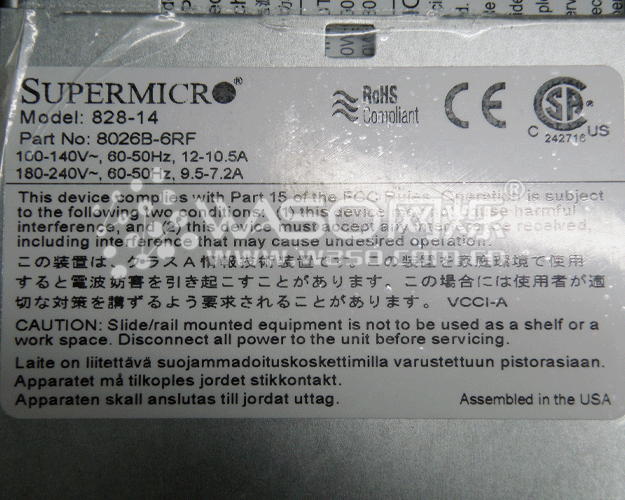 SUPERMICRO®
Model: 828-14
Part No: 8026B-6RF
100-140V~, 60-50Hz, 12-10.5A
180-240V~, 60-50Hz, 9.5-7.2A
RoHS
Compliant
CE
C US
242716
This device complies with Part 15 of the FCC Rules. Operation is subject
to the following two conditions: (1) this device harmful
interference, and (2) this device must accept any received,
including interference that may cause undesired operation.
この装置は、クラスA情報技術装置です。この装置を家庭環境で使用
すると電波妨害を引き起こすことがあります。この場合には使用者が適
切な対策を講ずるよう要求されることがあります。 VCCI-A
CAUTION: Slide/rail mounted equipment is not to be used as a shelf or a
work space. Disconnect all power to the unit before servicing.
Laite on liitettävä suojammadoituskoskettimilla varustettuun pistorasiaan.
Apparatet må tilkoples jordet stikkontakt.
Apparaten skall anslutas till jordat uttag.
Assembled in the USA